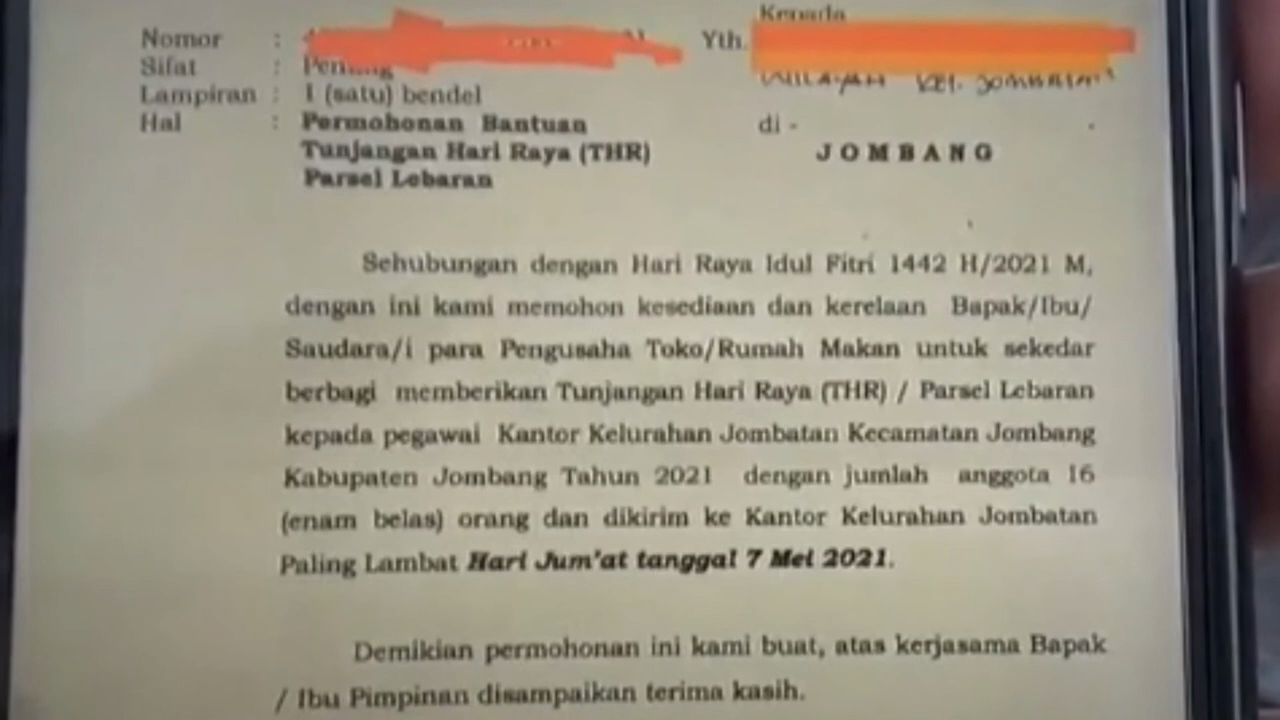 Kepada
Nomor :
Yth.
Sifat : Penting
WILAYAH KEL. JOMBATAN
Lampiran : 1 (satu) bendel
Hal : Permohonan Bantuan
di -
Tunjangan Hari Raya (THR)
JOMBANG
Parsel Lebaran
Sehubungan dengan Hari Raya Idul Fitri 1442 H/2021 M,
dengan ini kami memohon kesediaan dan kerelaan Bapak/Ibu/
Saudara/i para Pengusaha Toko/Rumah Makan untuk sekedar
berbagi memberikan Tunjangan Hari Raya (THR) / Parsel Lebaran
kepada pegawai Kantor Kelurahan Jombatan Kecamatan Jombang
Kabupaten Jombang Tahun 2021 dengan jumlah anggota 16
(enam belas) orang dan dikirim ke Kantor Kelurahan Jombatan
Paling Lambat Hari Jum'at tanggal 7 Mei 2021.
Demikian permohonan ini kami buat, atas kerjasama Bapak
/ Ibu Pimpinan disampaikan terima kasih.